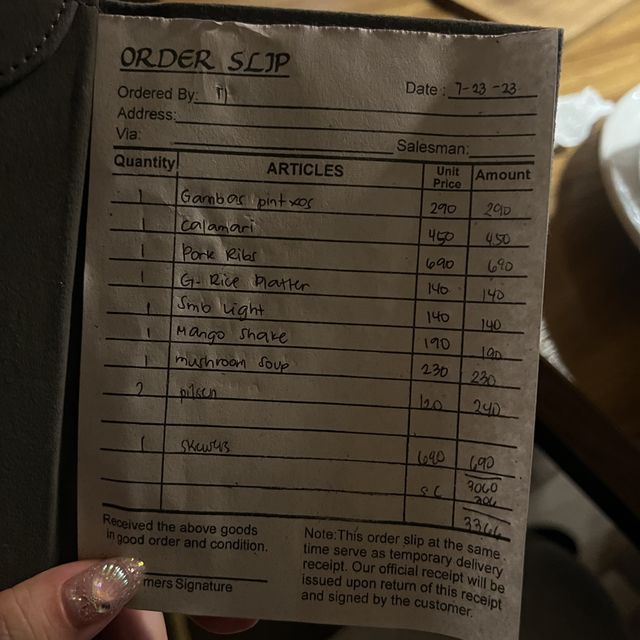 ORDER SLIP
Ordered By: 11 Date: 7-23-23
Address:
Via: Salesman:
Quantity ARTICLES Unit Price Amount
1 Gambas pintxos 290 290
1 Calamari 450 450
1 Pork Ribs 690 690
1 G. Rice Platter 140 140
1 Smb light 140 140
1 Mango Shake 190 190
1 mushroom soup 230 230
2 pilsen 120 240
1 skewers 690 690
SC 3060
306
3366
Received the above goods
in good order and condition.
mers Signature
Note: This order slip at the same
time serve as temporary delivery
receipt. Our official receipt will be
issued upon return of this receipt
and signed by the customer.